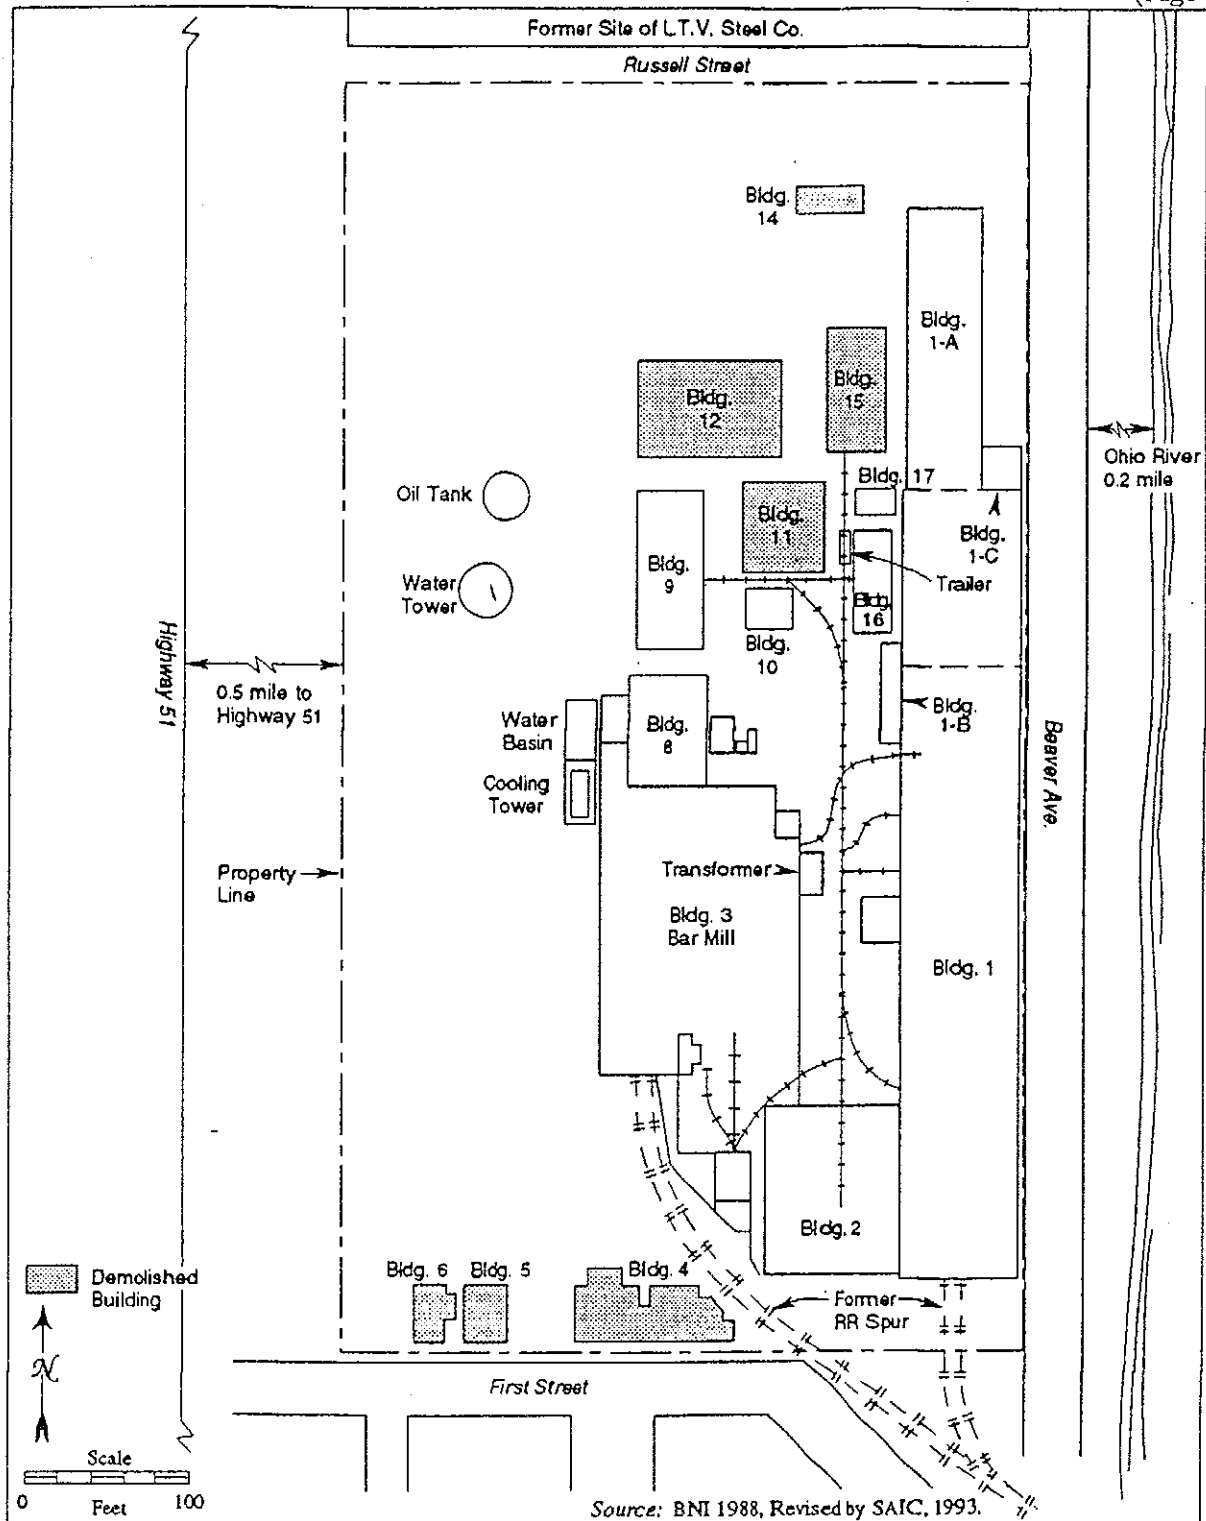 (Page
Former Site of L.T.V. Steel Co.
Russell Street
Bldg.
14
Bldg.
1-A
Bldg.
15
Bldg.
12
Ohio River
0.2 mile
Bldg. 17
Oil Tank
Bldg.
11
Bldg.
1-C
Bldg.
9
Trailer
Water
Tower
Bldg.
16
Bldg.
10
Highway 51
0.5 mile to
Highway 51
Water
Basin
Bldg.
8
Bldg.
1-B
Beaver Ave.
Cooling
Tower
Property
Line
Transformer
Bldg. 3
Bar Mill
Bldg. 1
Bldg. 2
Bldg. 6
Bldg. 5
Bldg. 4
Demolished
Building
Former
RR Spur
N
First Street
Scale
0
Feet
100
Source: BNI 1988, Revised by SAIC, 1993.